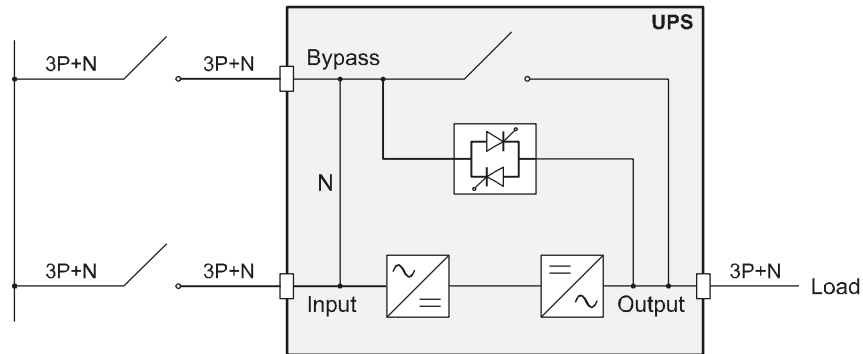 UPS
3P+N
3P+N
Bypass
N
3P+N
3P+N
Input
Output
3P+N
Load